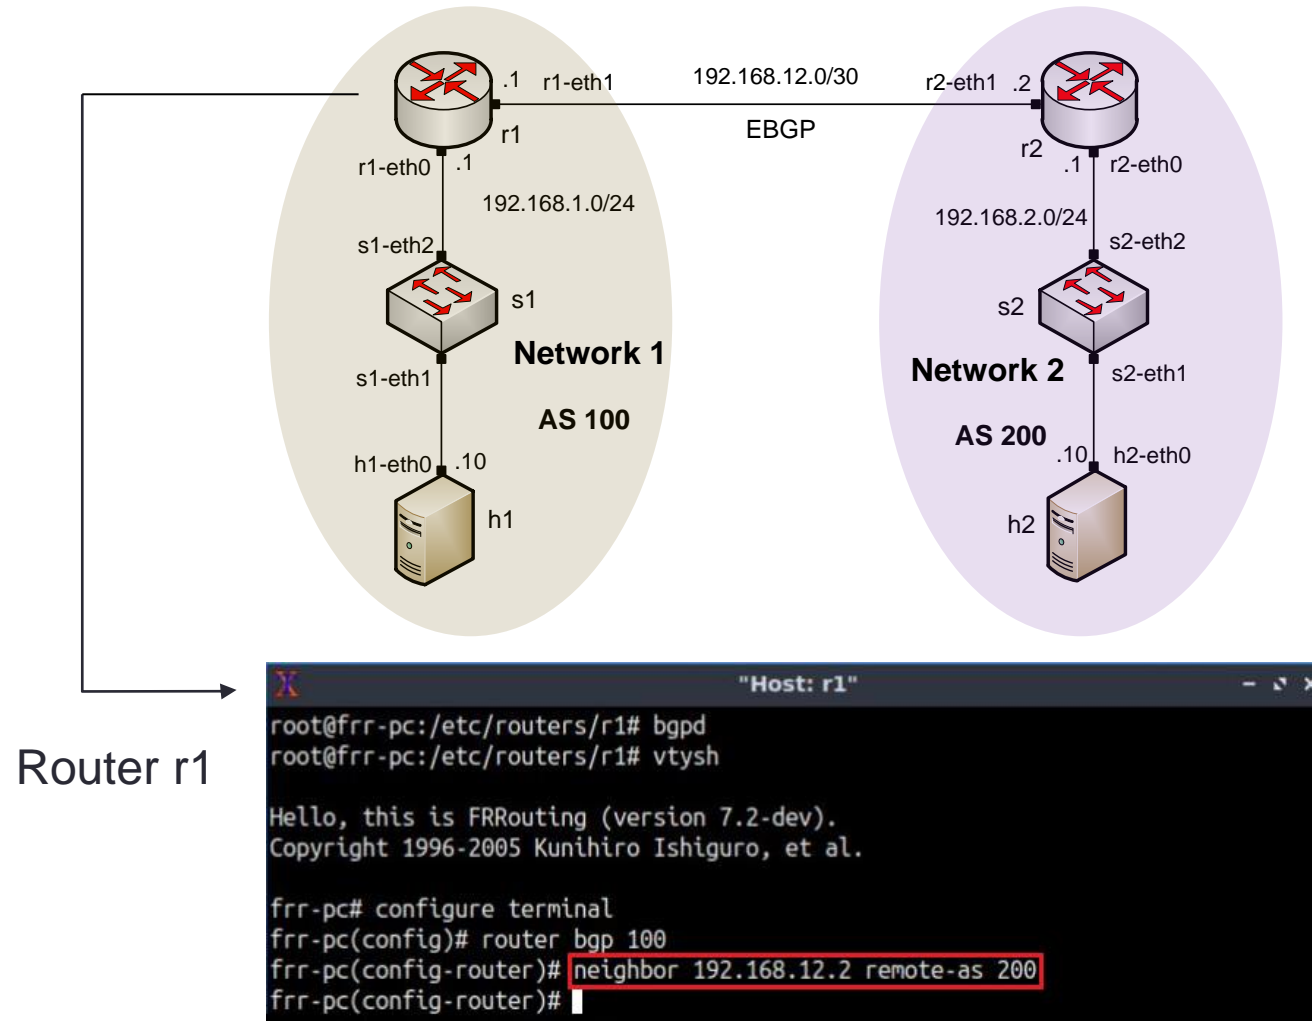 .1 r1-eth1 192.168.12.0/30 r2-eth1 .2
EBGP
r1
r2
r1-eth0 .1
.1 r2-eth0
192.168.1.0/24
192.168.2.0/24
s1-eth2
s2-eth2
s1
s2
Network 1
Network 2
s1-eth1
s2-eth1
AS 100
AS 200
h1-eth0 .10
.10 h2-eth0
h1
h2
Router r1
"Host: r1"
root@frr-pc:/etc/routers/r1# bgpd
root@frr-pc:/etc/routers/r1# vtysh
Hello, this is FRRouting (version 7.2-dev).
Copyright 1996-2005 Kunihiro Ishiguro, et al.
frr-pc# configure terminal
frr-pc(config)# router bgp 100
frr-pc(config-router)# neighbor 192.168.12.2 remote-as 200
frr-pc(config-router)#